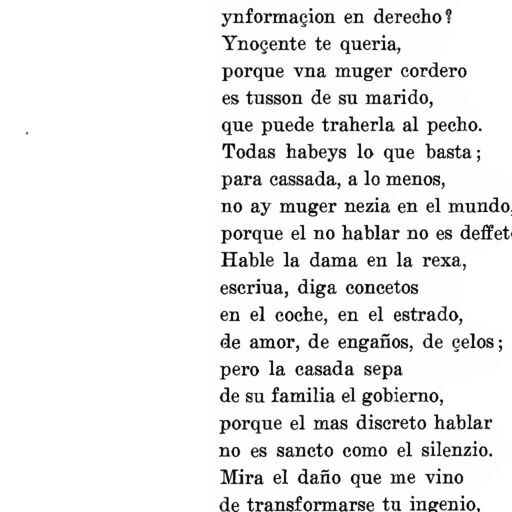 ynformaçion en derecho?
Ynoçente te queria,
porque vna muger cordero
es tusson de su marido,
que puede traherla al pecho.
Todas habeys lo que basta;
para cassada, a lo menos,
no ay muger nezia en el mundo,
porque el no hablar no es
Hable la dama en la rexa,
escriua, diga concetos
en el coche, en el estrado,
de amor, de engaños, de çelos;
pero la casada sepa
de su familia el gobierno,
porque el mas discreto hablar
no es sancto como el silenzio.
Mira el daño que me vino
de transformarse tu ingenio,